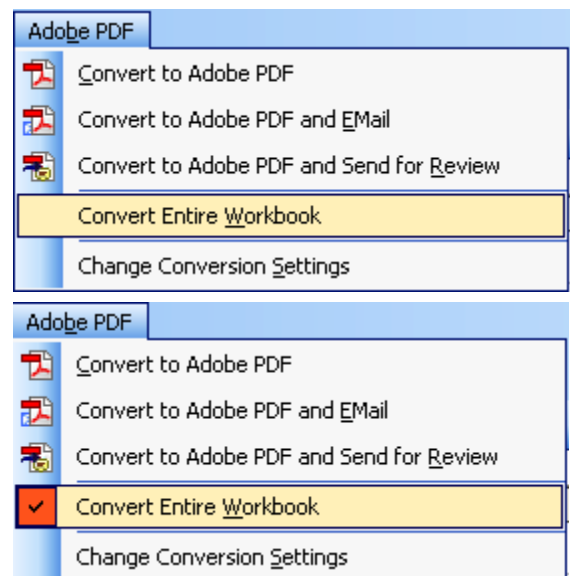 Adobe PDF
Convert to Adobe PDF
Convert to Adobe PDF and EMail
Convert to Adobe PDF and Send for Review
Convert Entire Workbook
Change Conversion Settings
Adobe PDF
Convert to Adobe PDF
Convert to Adobe PDF and EMail
Convert to Adobe PDF and Send for Review
Convert Entire Workbook
Change Conversion Settings